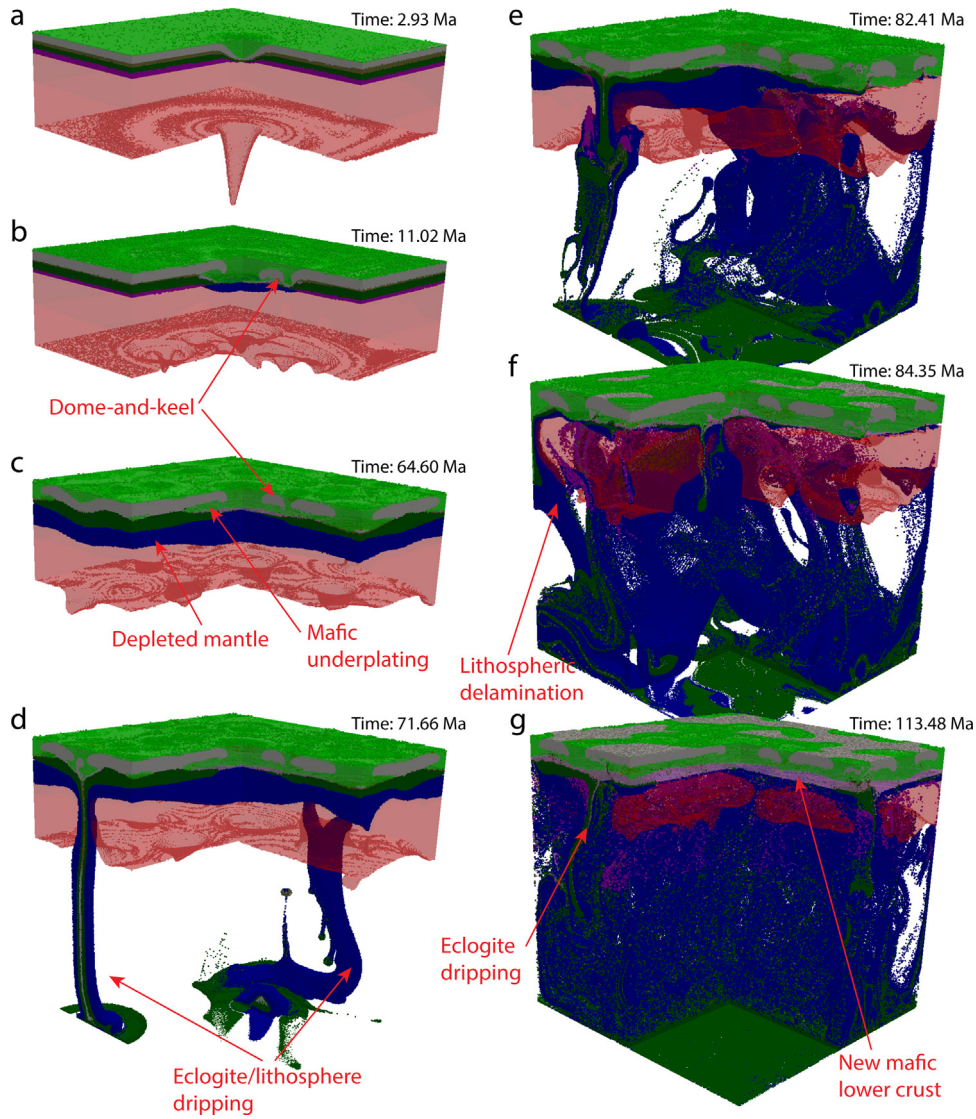 a
Time: 2.93 Ma
b
Time: 11.02 Ma
Dome-and-keel
c
Time: 64.60 Ma
Depleted mantle
Mafic
underplating
d
Time: 71.66 Ma
Eclogite/lithosphere
dripping
e
Time: 82.41 Ma
f
Time: 84.35 Ma
Lithospheric
delamination
g
Time: 113.48 Ma
Eclogite
dripping
New mafic
lower crust